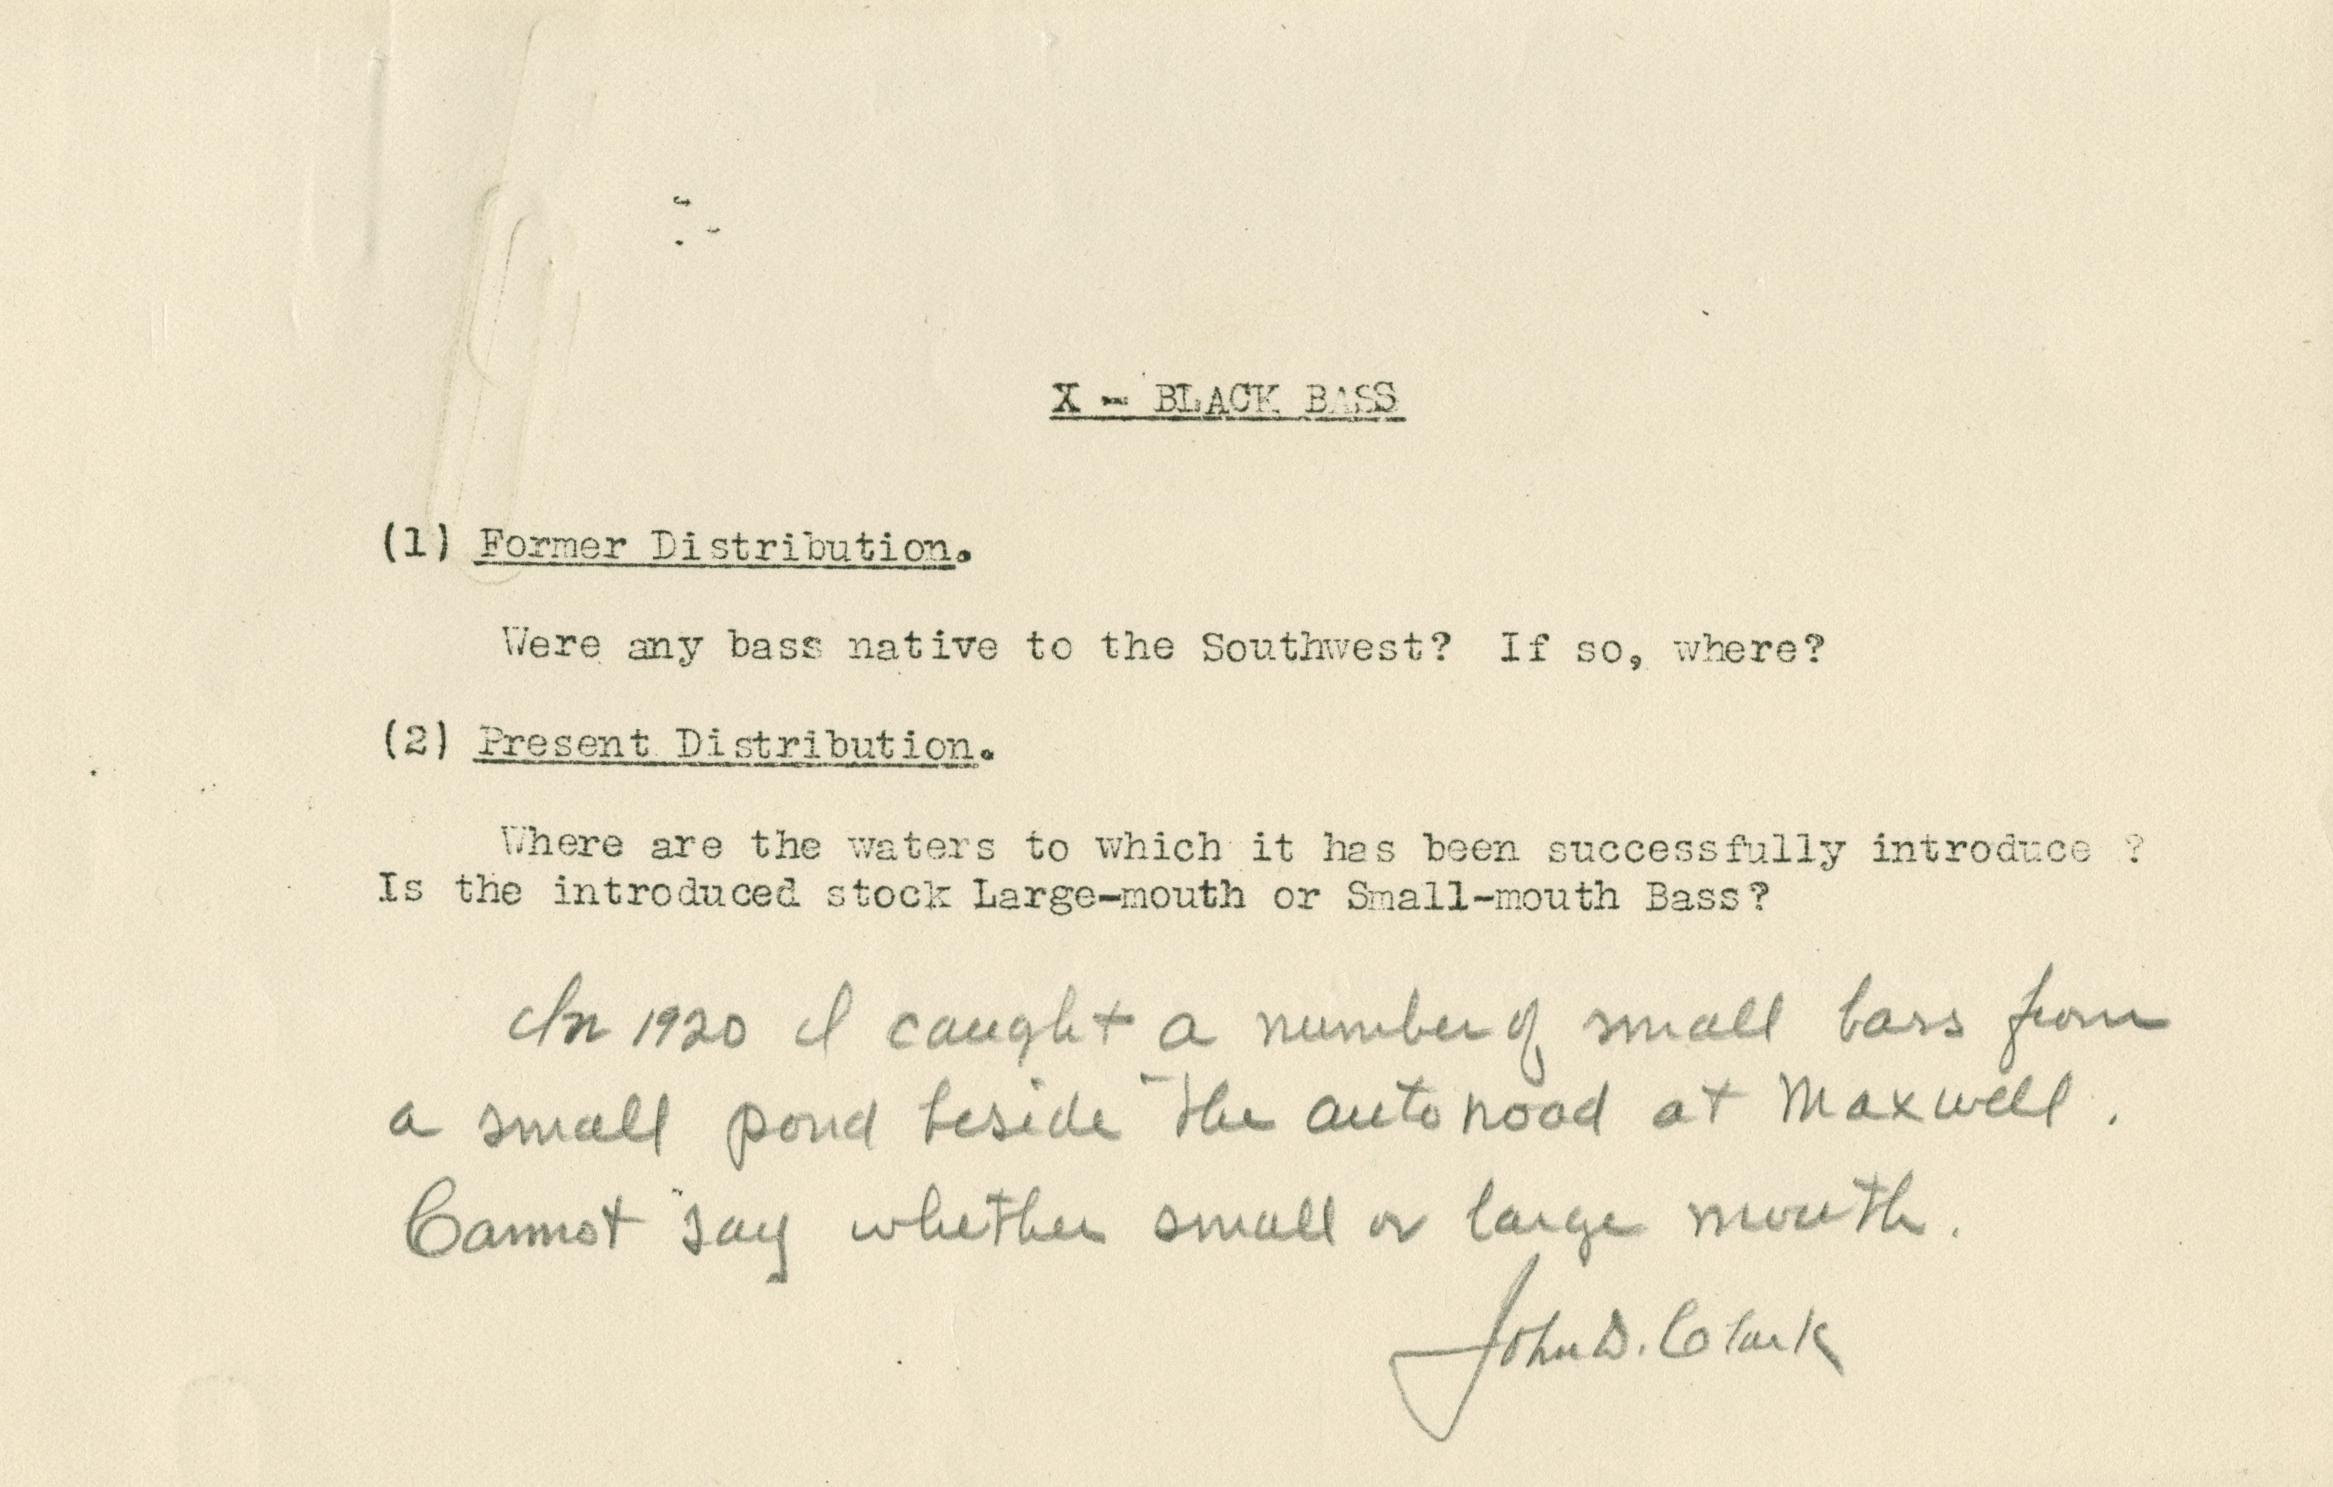 X - BLACK BASS
(1) Former Distribution.
Were any bass native to the Southwest? If so, where?
(2) Present Distribution.
Where are the waters to which it has been successfully introduce ?
Is the introduced stock Large-mouth or Small-mouth Bass?
In 1920 I caught a number of small bass from
a small pond beside the auto road at Maxwell.
Cannot say whether small or large mouth.
John D. Clark